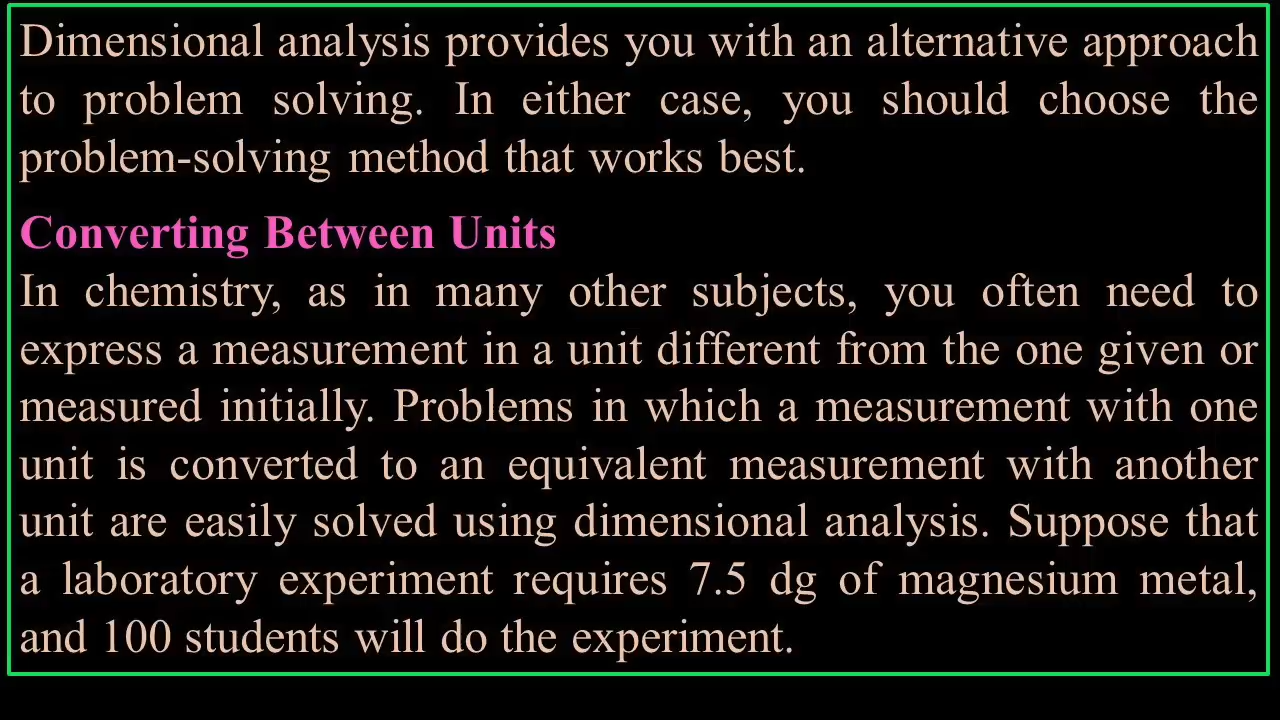 Dimensional analysis provides you with an alternative approach
to problem solving. In either case, you should choose the
problem-solving method that works best.
Converting Between Units
In chemistry, as in many other subjects, you often need to
express a measurement in a unit different from the one given or
measured initially. Problems in which a measurement with one
unit is converted to an equivalent measurement with another
unit are easily solved using dimensional analysis. Suppose that
a laboratory experiment requires 7.5 dg of magnesium metal,
and 100 students will do the experiment.